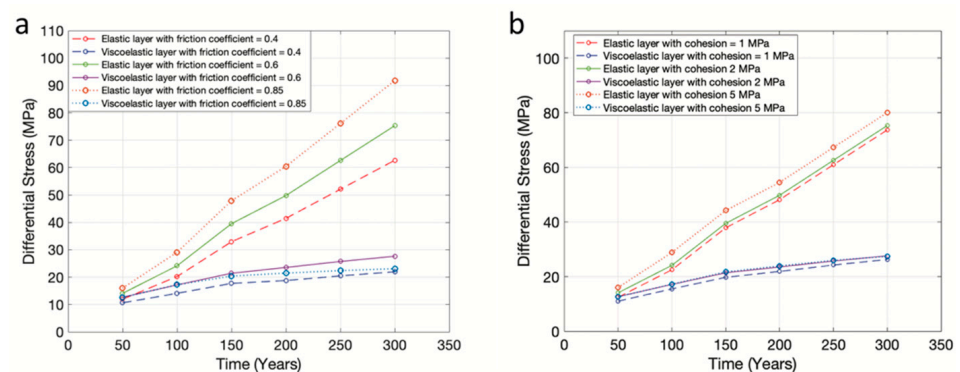 a
110
100
90
80
70
60
50
40
30
20
10
0
Differential Stress (MPa)
Elastic layer with friction coefficient = 0.4
Viscoelastic layer with friction coefficient = 0.4
Elastic layer with friction coefficient = 0.6
Viscoelastic layer with friction coefficient = 0.6
Elastic layer with friction coefficient = 0.85
Viscoelastic layer with friction coefficient = 0.85
0 50 100 150 200 250 300 350
Time (Years)
b
100
80
60
40
20
0
Differential Stress (MPa)
Elastic layer with cohesion = 1 MPa
Viscoelastic layer with cohesion = 1 MPa
Elastic layer with cohesion 2 MPa
Viscoelastic layer with cohesion 2 MPa
Elastic layer with cohesion 5 MPa
Viscoelastic layer with cohesion 5 MPa
0 50 100 150 200 250 300 350
Time (Years)